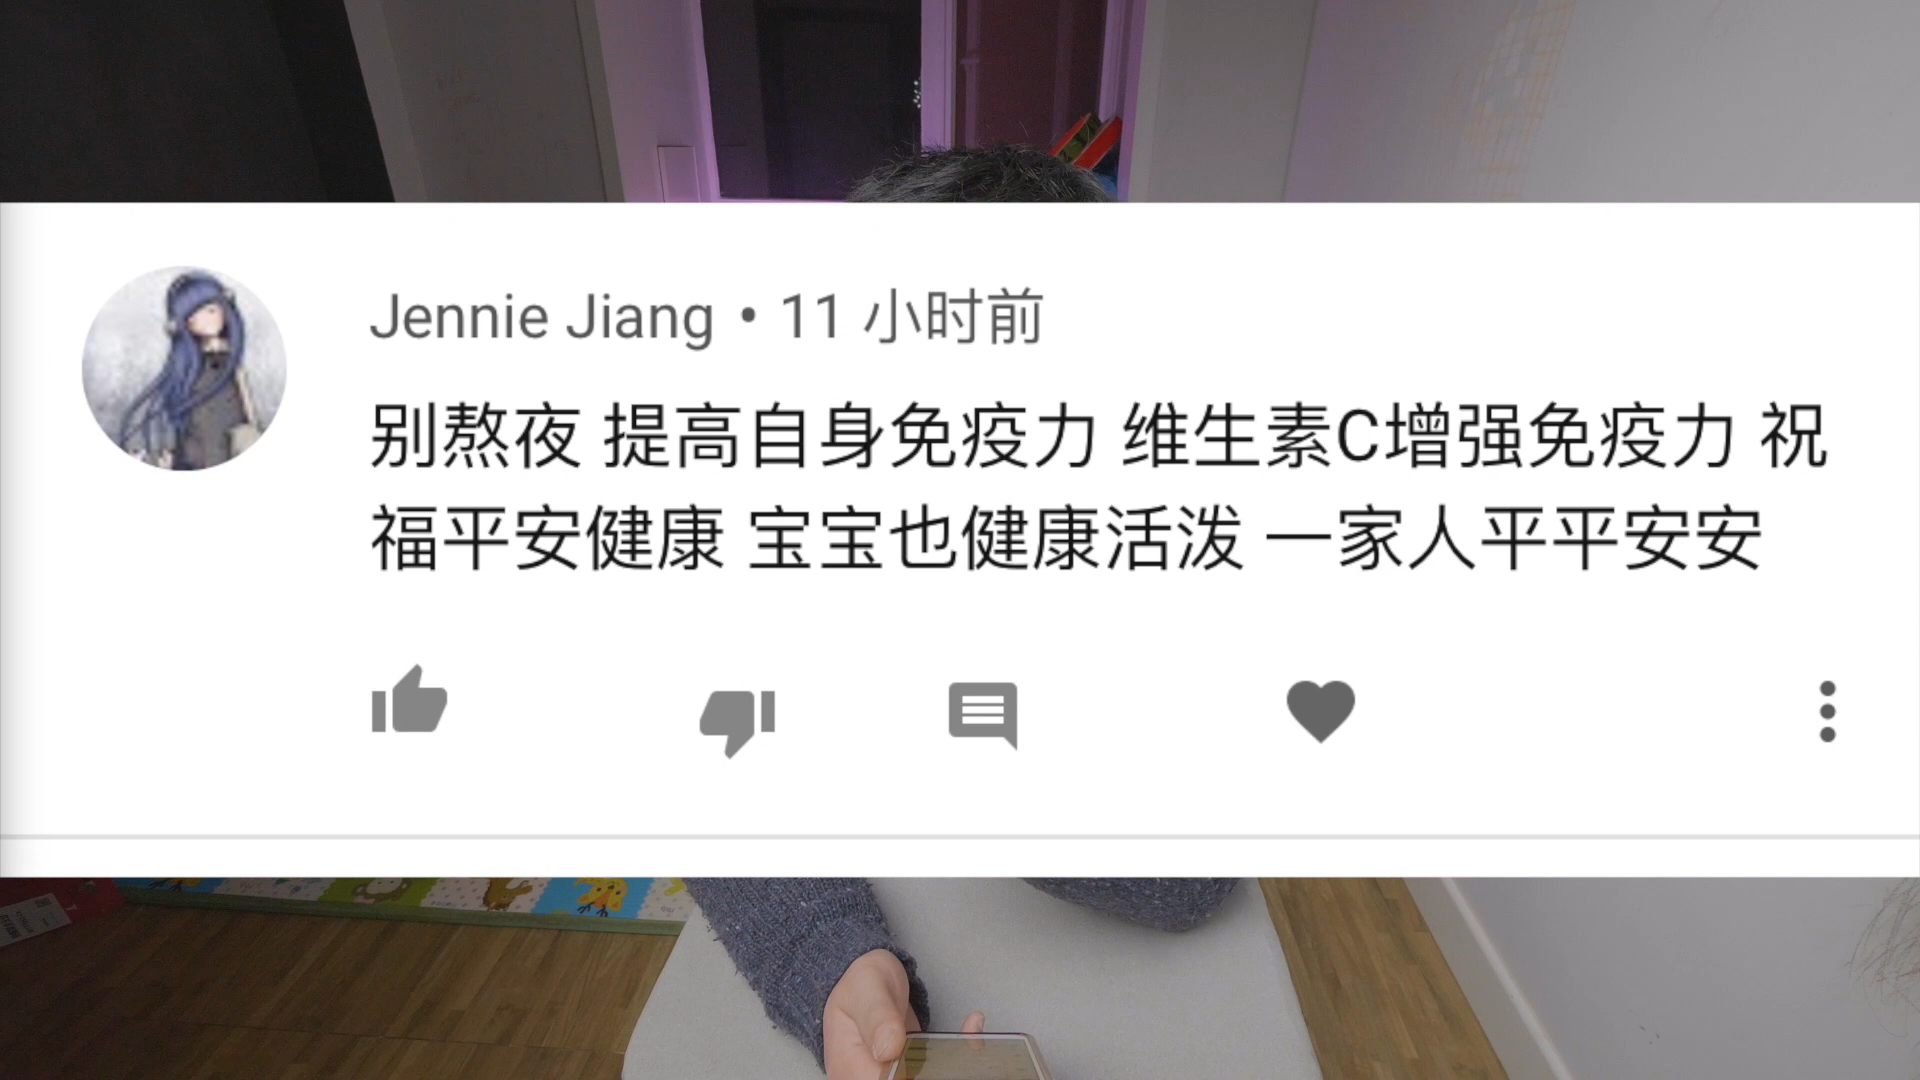 Jennie Jiang • 11 小时前
别熬夜 提高自身免疫力 维生素C增强免疫力 祝
福平安健康 宝宝也健康活泼 一家人平平安安